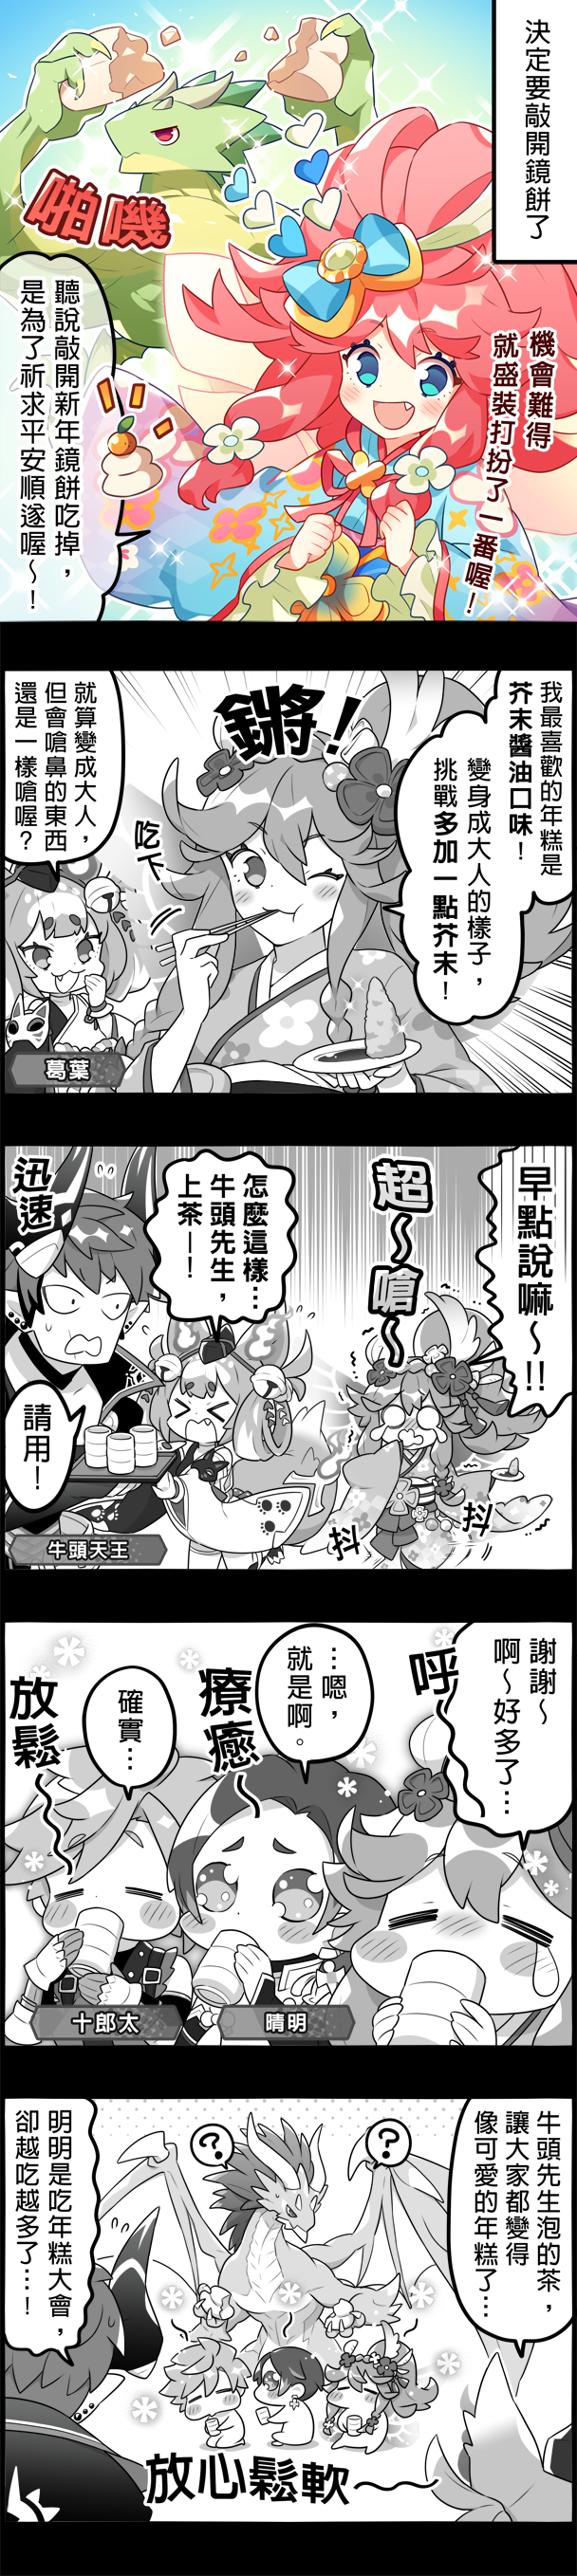 決定要敲開鏡餅了
啪嘰
機會難得
就盛裝打扮了一番喔！
聽說敲開新年鏡餅吃掉，
是為了祈求平安順遂喔～！
我最喜歡的年糕是
芥末醬油口味！
變身成大人的樣子，
挑戰多加一點芥末！
鏘！
吃下
就算變成大人，
但會嗆鼻的東西
還是一樣嗆喔？
葛葉
早點說嘛～!!
超～嗆～
抖
抖
怎麼這樣…
牛頭先生，
上茶—！
迅速
請用！
牛頭天王
謝謝～
啊～好多了…
呼～
…嗯，
就是啊。
療癒～
確實…
放鬆～
晴明
十郎太
牛頭先生泡的茶，
讓大家都變得
像可愛的年糕了…
？
？
明明是吃年糕大會，
卻越吃越多了…！
放心鬆軟～